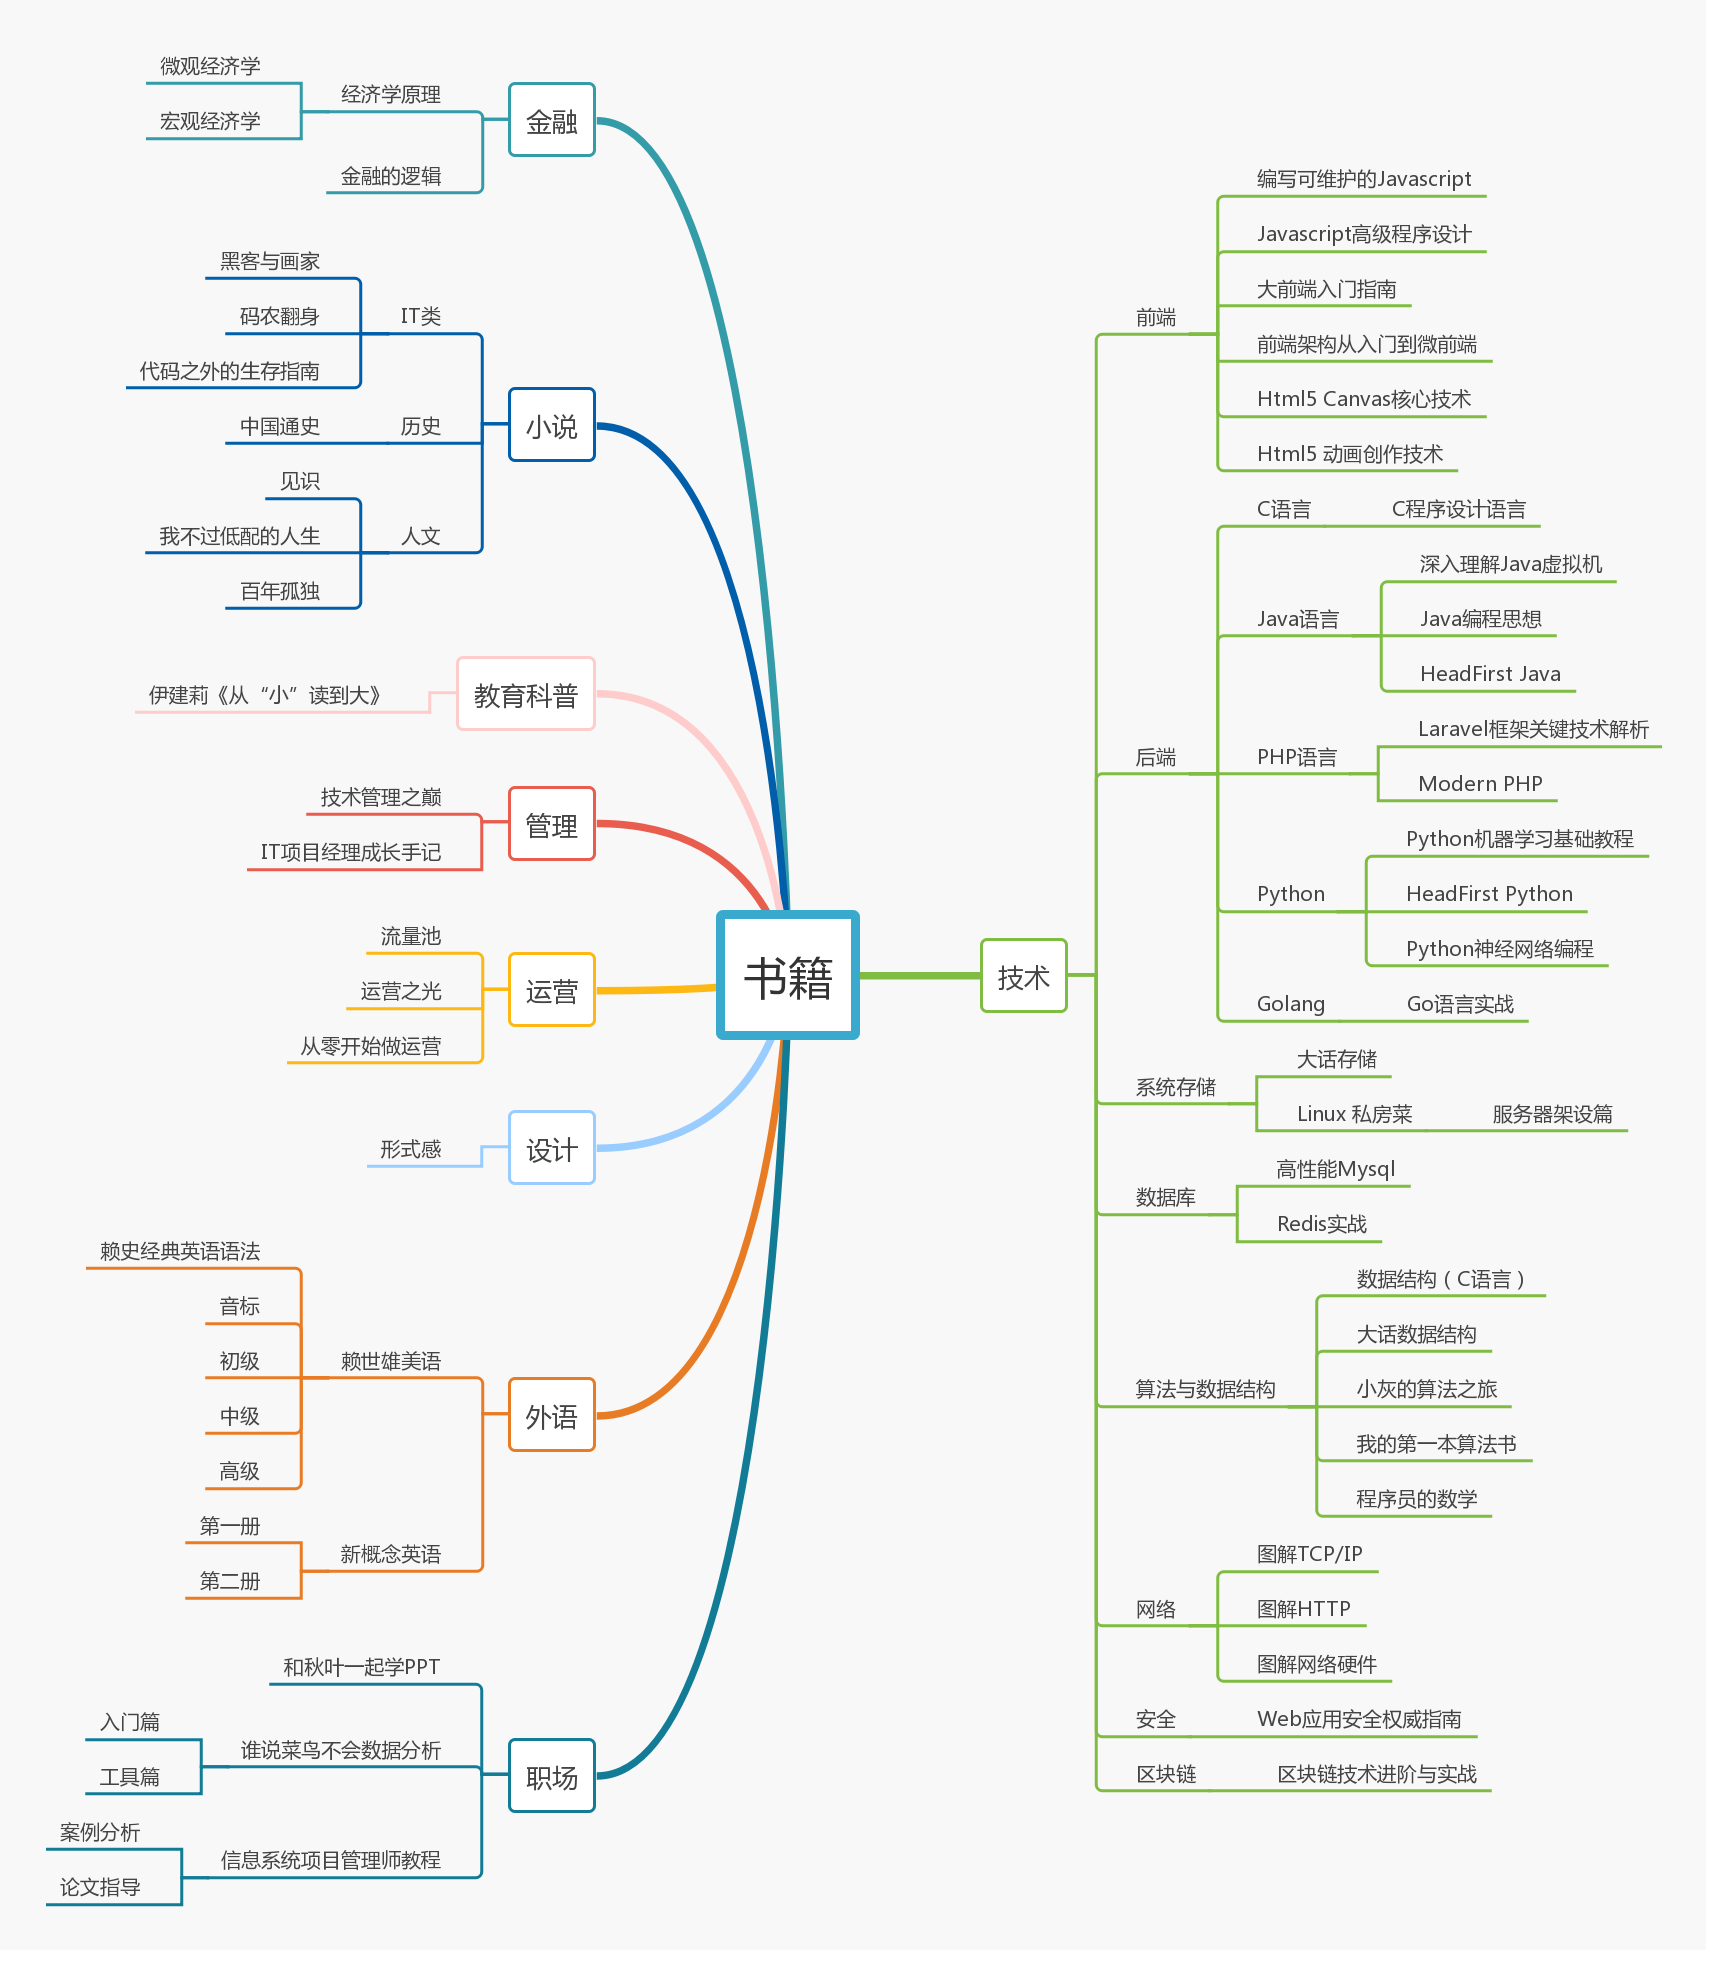 书籍
金融
经济学原理
微观经济学
宏观经济学
金融的逻辑
小说
IT类
黑客与画家
码农翻身
代码之外的生存指南
历史
中国通史
人文
见识
我不过低配的人生
百年孤独
教育科普
伊建莉《从“小”读到大》
管理
技术管理之巅
IT项目经理成长手记
运营
流量池
运营之光
从零开始做运营
设计
形式感
外语
赖世雄美语
赖史经典英语语法
音标
初级
中级
高级
新概念英语
第一册
第二册
职场
和秋叶一起学PPT
谁说菜鸟不会数据分析
入门篇
工具篇
信息系统项目管理师教程
案例分析
论文指导
技术
前端
编写可维护的Javascript
Javascript高级程序设计
大前端入门指南
前端架构从入门到微前端
Html5 Canvas核心技术
Html5 动画创作技术
后端
C语言
C程序设计语言
Java语言
深入理解Java虚拟机
Java编程思想
HeadFirst Java
PHP语言
Laravel框架关键技术解析
Modern PHP
Python
Python机器学习基础教程
HeadFirst Python
Python神经网络编程
Golang
Go语言实战
系统存储
大话存储
Linux 私房菜
服务器架设篇
数据库
高性能Mysql
Redis实战
算法与数据结构
数据结构（C语言）
大话数据结构
小灰的算法之旅
我的第一本算法书
程序员的数学
网络
图解TCP/IP
图解HTTP
图解网络硬件
安全
Web应用安全权威指南
区块链
区块链技术进阶与实战